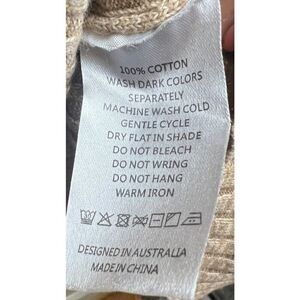 100% COTTON
WASH DARK COLORS
SEPARATELY
MACHINE WASH COLD
GENTLE CYCLE
DRY FLAT IN SHADE
DO NOT BLEACH
DO NOT WRING
DO NOT HANG
WARM IRON
DESIGNED IN AUSTRALIA
MADE IN CHINA